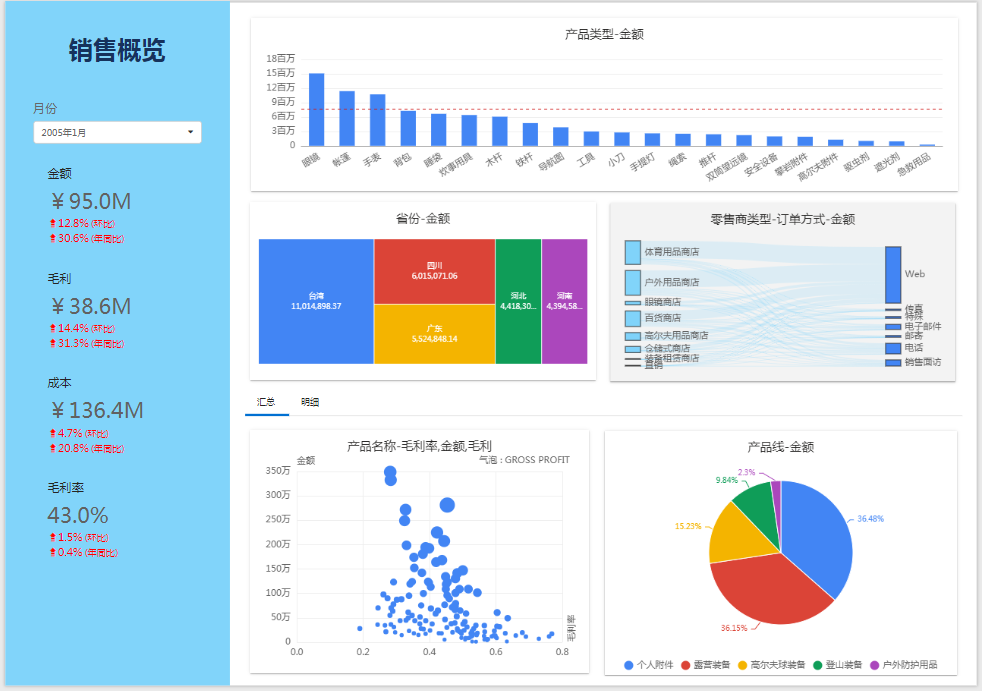 销售概览
月份
2005年1月
金额
￥95.0M
12.8% (环比)
30.6% (年同比)
毛利
￥38.6M
14.4% (环比)
31.3% (年同比)
成本
￥136.4M
4.7% (环比)
20.8% (年同比)
毛利率
43.0%
1.5% (环比)
0.4% (年同比)
产品类型-金额
18百万
15百万
12百万
9百万
6百万
3百万
0
眼镜
帐篷
手表
背包
睡袋
炊事用具
木杆
铁杆
导航图
工具
小刀
手提灯
绳索
推杆
双筒望远镜
安全设备
攀岩附件
高尔夫附件
驱虫剂
遮光剂
急救用品
省份-金额
台湾
11,014,898.37
四川
6,015,071.06
广东
5,524,848.14
河北
4,418,30...
河南
4,394,58...
零售商类型-订单方式-金额
体育用品商店
户外用品商店
眼镜商店
百货商店
高尔夫用品商店
仓储式商店
装备租赁商店
直销
Web
传真
特殊
电子邮件
邮寄
电话
销售面访
汇总 明细
产品名称-毛利率,金额,毛利
金额 气泡 : GROSS PROFIT
350万
300万
250万
200万
150万
100万
50万
0
0.0 0.2 0.4 0.6 0.8
毛利率
产品线-金额
2.3%
9.84%
15.23%
36.48%
36.15%
个人附件 露营装备 高尔夫球装备 登山装备 户外防护用品